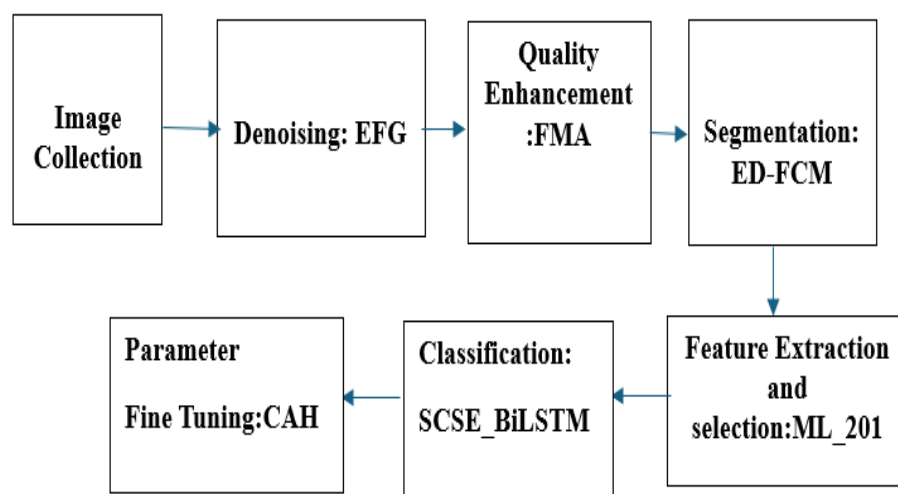 Image
Collection
Denoising: EFG
Quality
Enhancement
:FMA
Segmentation:
ED-FCM
Feature Extraction
and
selection:ML_201
Classification:
SCSE_BiLSTM
Parameter
Fine Tuning:CAH